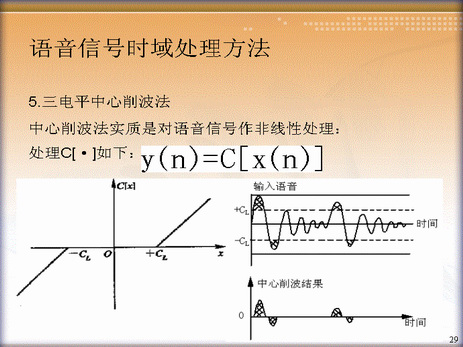 语音信号时域处理方法
5.三电平中心削波法
中心削波法实质是对语音信号作非线性处理：
处理C[·]如下：y(n)=C[x(n)]
C[x]
-C_L O +C_L x
输入语音
+C_L
时间
-C_L
中心削波结果
0
时间
29